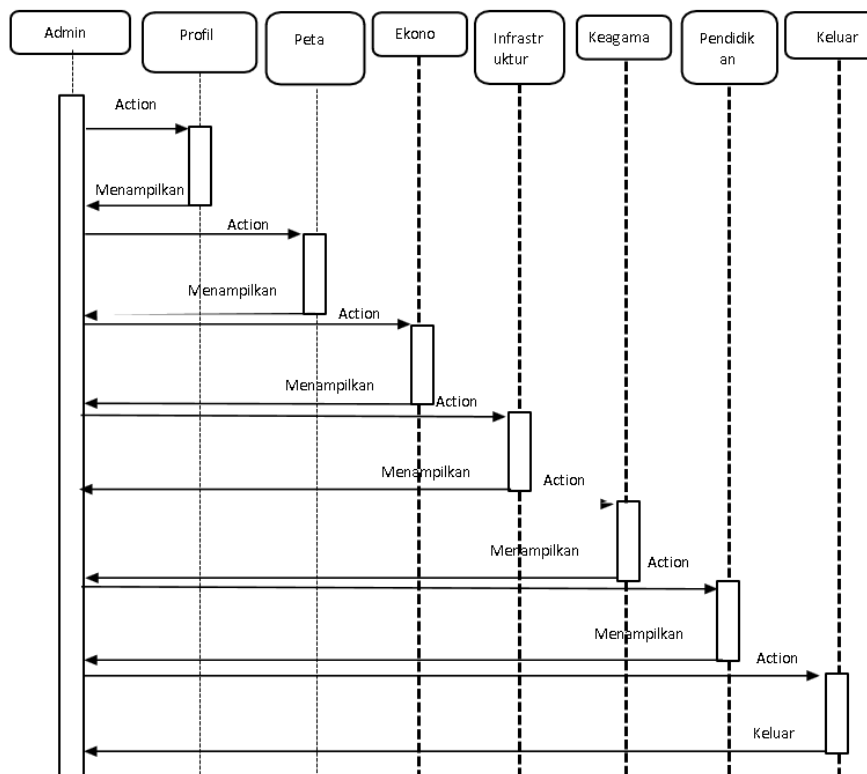 Admin
Profil
Peta
Ekono
Infrastr
uktur
Keagama
Pendidik
an
Keluar
Action
Menampilkan
Action
Menampilkan
Action
Menampilkan
Action
Menampilkan
Action
Menampilkan
Action
Menampilkan
Action
Keluar